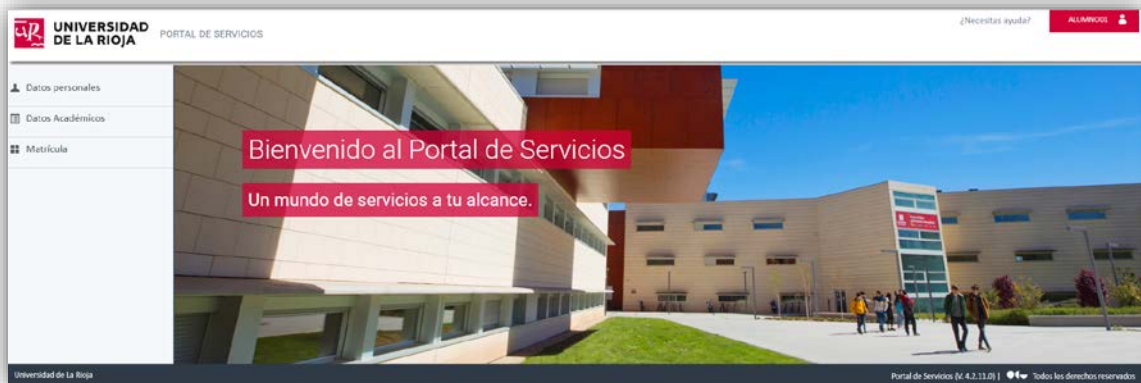 UNIVERSIDAD
DE LA RIOJA
PORTAL DE SERVICIOS
¿Necesitas ayuda?
ALUMNO01
Datos personales
Datos Académicos
Matrícula
Bienvenido al Portal de Servicios
Un mundo de servicios a tu alcance.
Universidad de La Rioja
Portal de Servicios (V. 4.2.11.0) | Todos los derechos reservados